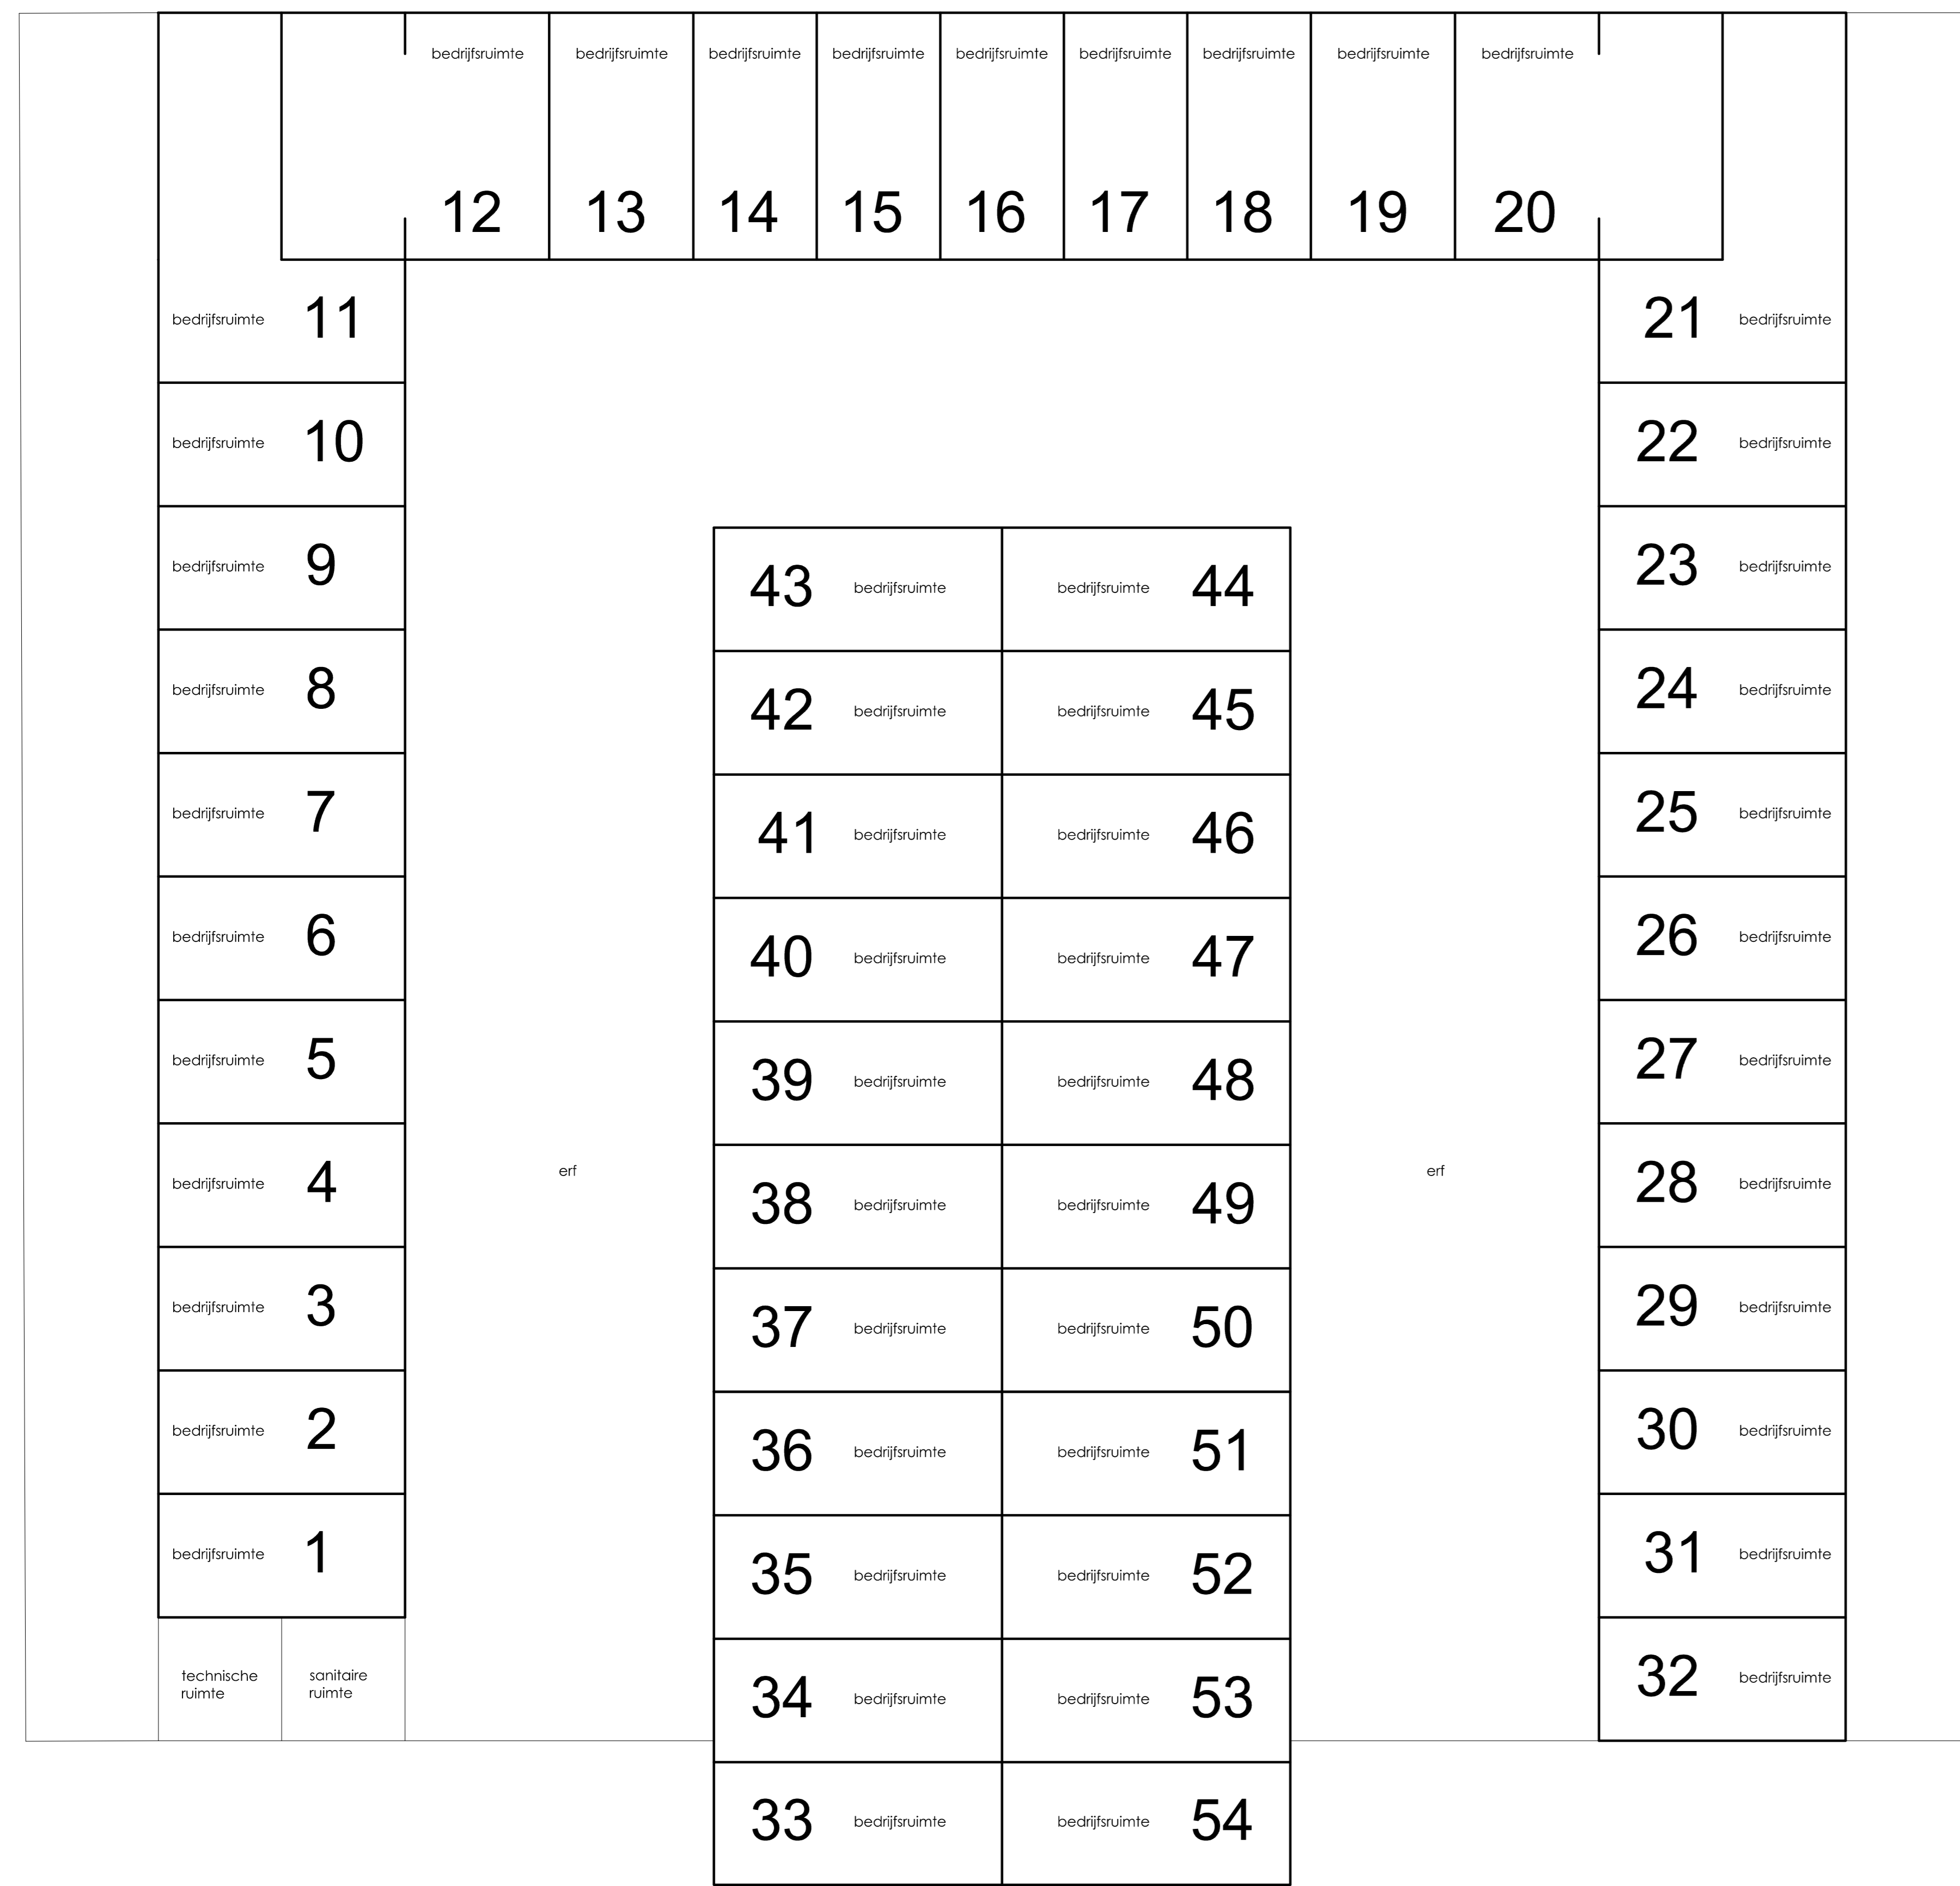 bedrijfsruimte bedrijfsruimte bedrijfsruimte bedrijfsruimte bedrijfsruimte bedrijfsruimte bedrijfsruimte bedrijfsruimte bedrijfsruimte
12 13 14 15 16 17 18 19 20
bedrijfsruimte 11 21 bedrijfsruimte
bedrijfsruimte 10 22 bedrijfsruimte
bedrijfsruimte 9 23 bedrijfsruimte
43 bedrijfsruimte bedrijfsruimte 44
bedrijfsruimte 8 24 bedrijfsruimte
42 bedrijfsruimte bedrijfsruimte 45
bedrijfsruimte 7 25 bedrijfsruimte
41 bedrijfsruimte bedrijfsruimte 46
bedrijfsruimte 6 26 bedrijfsruimte
40 bedrijfsruimte bedrijfsruimte 47
bedrijfsruimte 5 27 bedrijfsruimte
39 bedrijfsruimte bedrijfsruimte 48
erf erf
bedrijfsruimte 4 28 bedrijfsruimte
38 bedrijfsruimte bedrijfsruimte 49
bedrijfsruimte 3 29 bedrijfsruimte
37 bedrijfsruimte bedrijfsruimte 50
bedrijfsruimte 2 30 bedrijfsruimte
36 bedrijfsruimte bedrijfsruimte 51
bedrijfsruimte 1 31 bedrijfsruimte
35 bedrijfsruimte bedrijfsruimte 52
technische sanitaire
ruimte ruimte
32 bedrijfsruimte
34 bedrijfsruimte bedrijfsruimte 53
33 bedrijfsruimte bedrijfsruimte 54